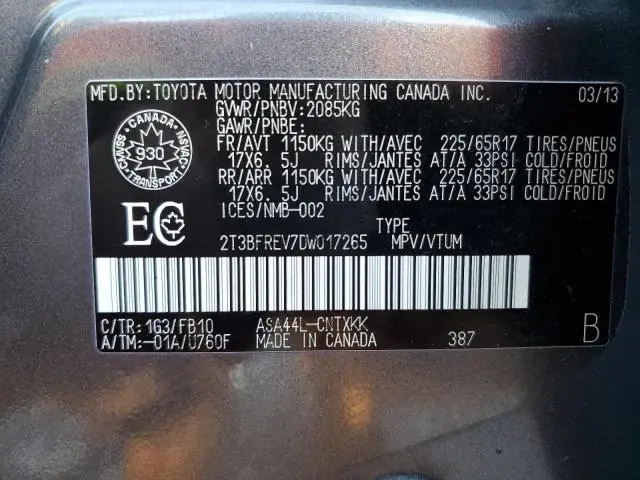 MFD.BY:TOYOTA MOTOR MANUFACTURING CANADA INC. 03/13
GVWR/PNBV:2085KG
GAWR/PNBE:
FR/AVT 1150KG WITH/AVEC 225/65R17 TIRES/PNEUS
17X6.5J RIMS/JANTES AT/A 33PSI COLD/FROID
RR/ARR 1150KG WITH/AVEC 225/65R17 TIRES/PNEUS
17X6.5J RIMS/JANTES AT/A 33PSI COLD/FROID
ICES/NMB-002
CANADA
930
TRANSPORT
EC
TYPE
2T3BFREV7DW017265 MPV/VTUM
C/TR:1G3/FB10 ASA44L-CNTXKK
A/TM:-01A/U760F MADE IN CANADA 387 B